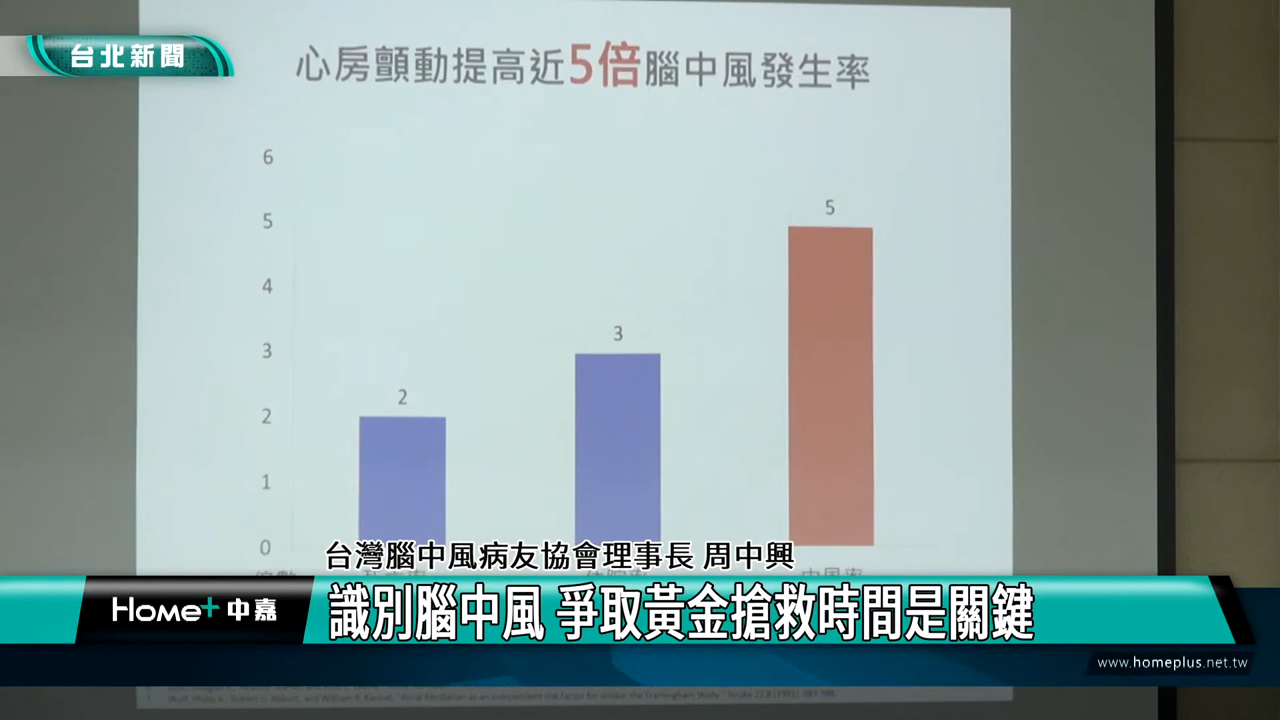 台北新聞
心房顫動提高近5倍腦中風發生率
6
5
5
4
3
3
2
2
1
0
台灣腦中風病友協會理事長 周中興
Home+中嘉
識別腦中風 爭取黃金搶救時間是關鍵
www.homeplus.net.tw